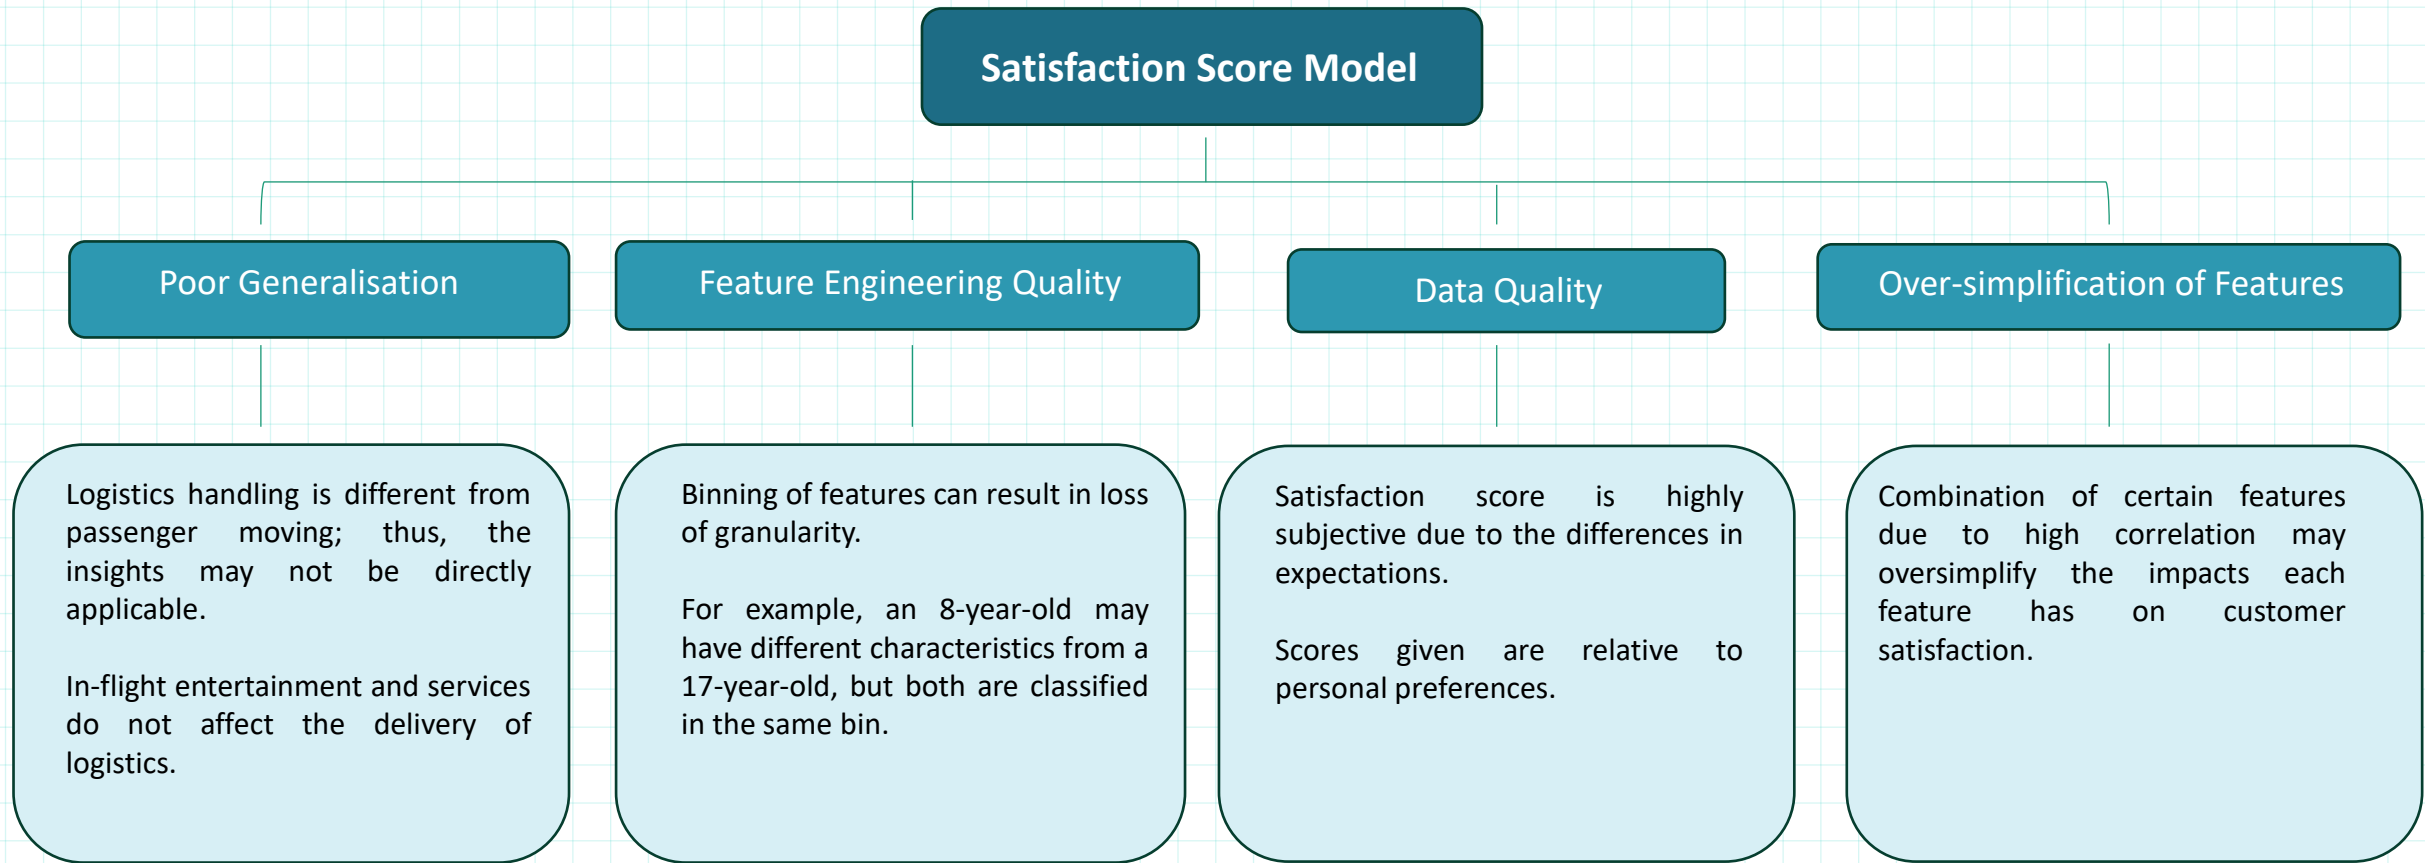 Satisfaction Score Model
Poor Generalisation
Feature Engineering Quality
Data Quality
Over-simplification of Features
Logistics handling is different from
passenger moving; thus, the
insights may not be directly
applicable.
In-flight entertainment and services
do not affect the delivery of
logistics.
Binning of features can result in loss
of granularity.
For example, an 8-year-old may
have different characteristics from a
17-year-old, but both are classified
in the same bin.
Satisfaction score is highly
subjective due to the differences in
expectations.
Scores given are relative to
personal preferences.
Combination of certain features
due to high correlation may
oversimplify the impacts each
feature has on customer
satisfaction.